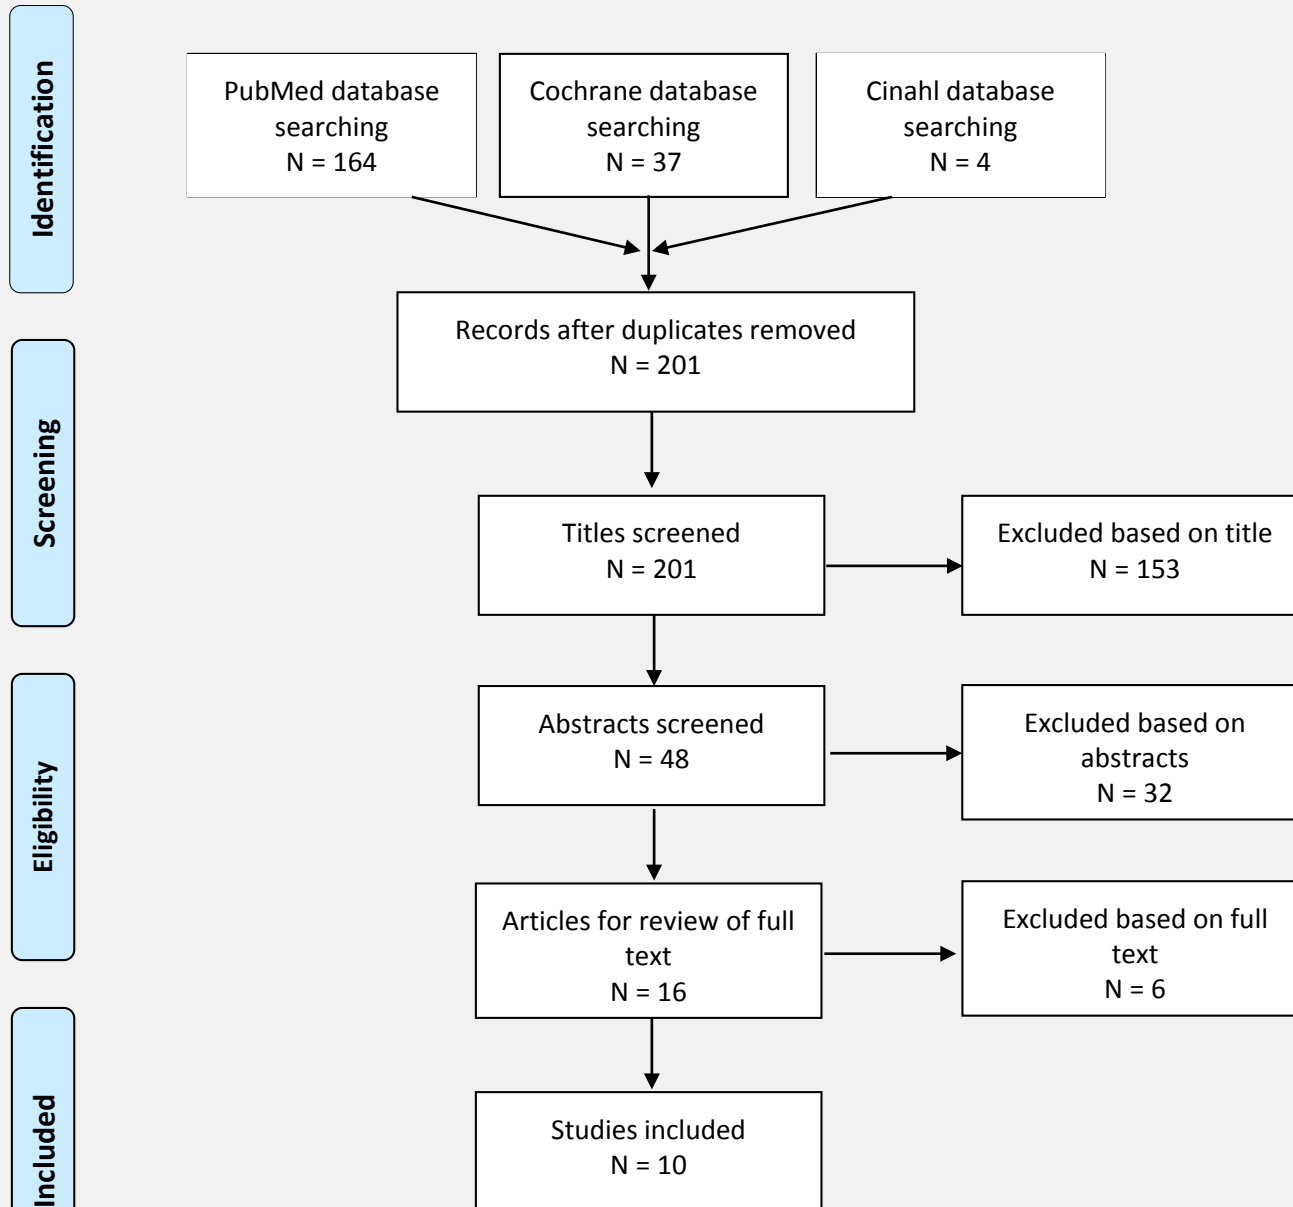 Identification
PubMed database
searching
N = 164
Cochrane database
searching
N = 37
Cinahl database
searching
N = 4
Records after duplicates removed
N = 201
Screening
Titles screened
N = 201
Excluded based on title
N = 153
Eligibility
Abstracts screened
N = 48
Excluded based on
abstracts
N = 32
Articles for review of full
text
N = 16
Excluded based on full
text
N = 6
Included
Studies included
N = 10